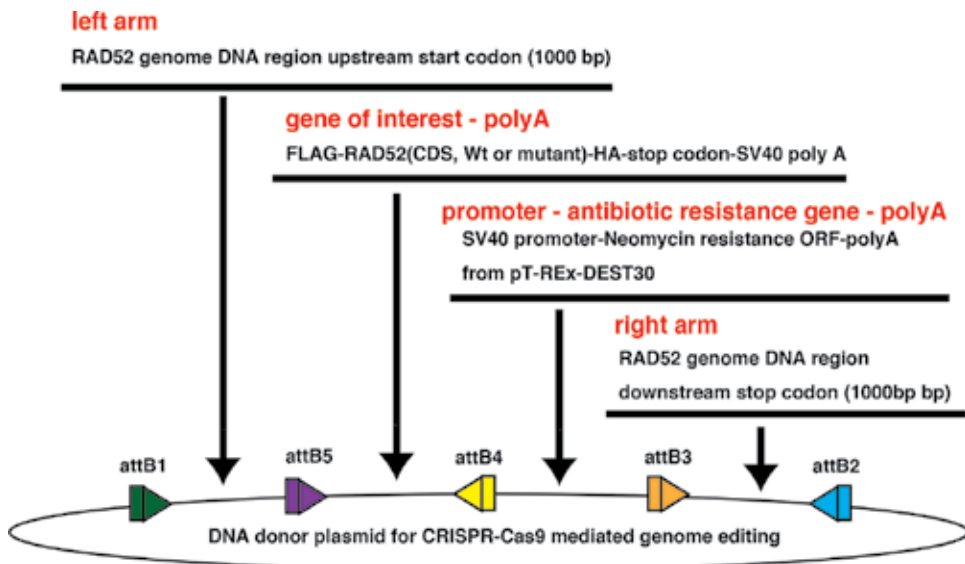 left arm
RAD52 genome DNA region upstream start codon (1000 bp)
gene of interest - polyA
FLAG-RAD52(CDS, Wt or mutant)-HA-stop codon-SV40 poly A
promoter - antibiotic resistance gene - polyA
SV40 promoter-Neomycin resistance ORF-polyA
from pT-REx-DEST30
right arm
RAD52 genome DNA region
downstream stop codon (1000bp bp)
attB1
attB5
attB4
attB3
attB2
DNA donor plasmid for CRISPR-Cas9 mediated genome editing